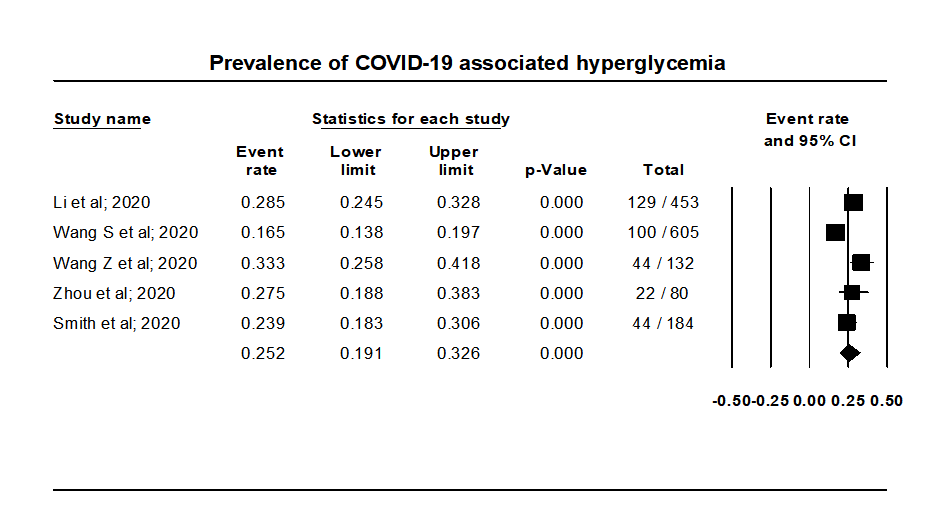 Prevalence of COVID-19 associated hyperglycemia
Study name Statistics for each study Event rate and 95% CI
Event rate Lower limit Upper limit p-Value Total
Li et al; 2020 0.285 0.245 0.328 0.000 129 / 453
Wang S et al; 2020 0.165 0.138 0.197 0.000 100 / 605
Wang Z et al; 2020 0.333 0.258 0.418 0.000 44 / 132
Zhou et al; 2020 0.275 0.188 0.383 0.000 22 / 80
Smith et al; 2020 0.239 0.183 0.306 0.000 44 / 184
0.252 0.191 0.326 0.000
-0.50 -0.25 0.00 0.25 0.50